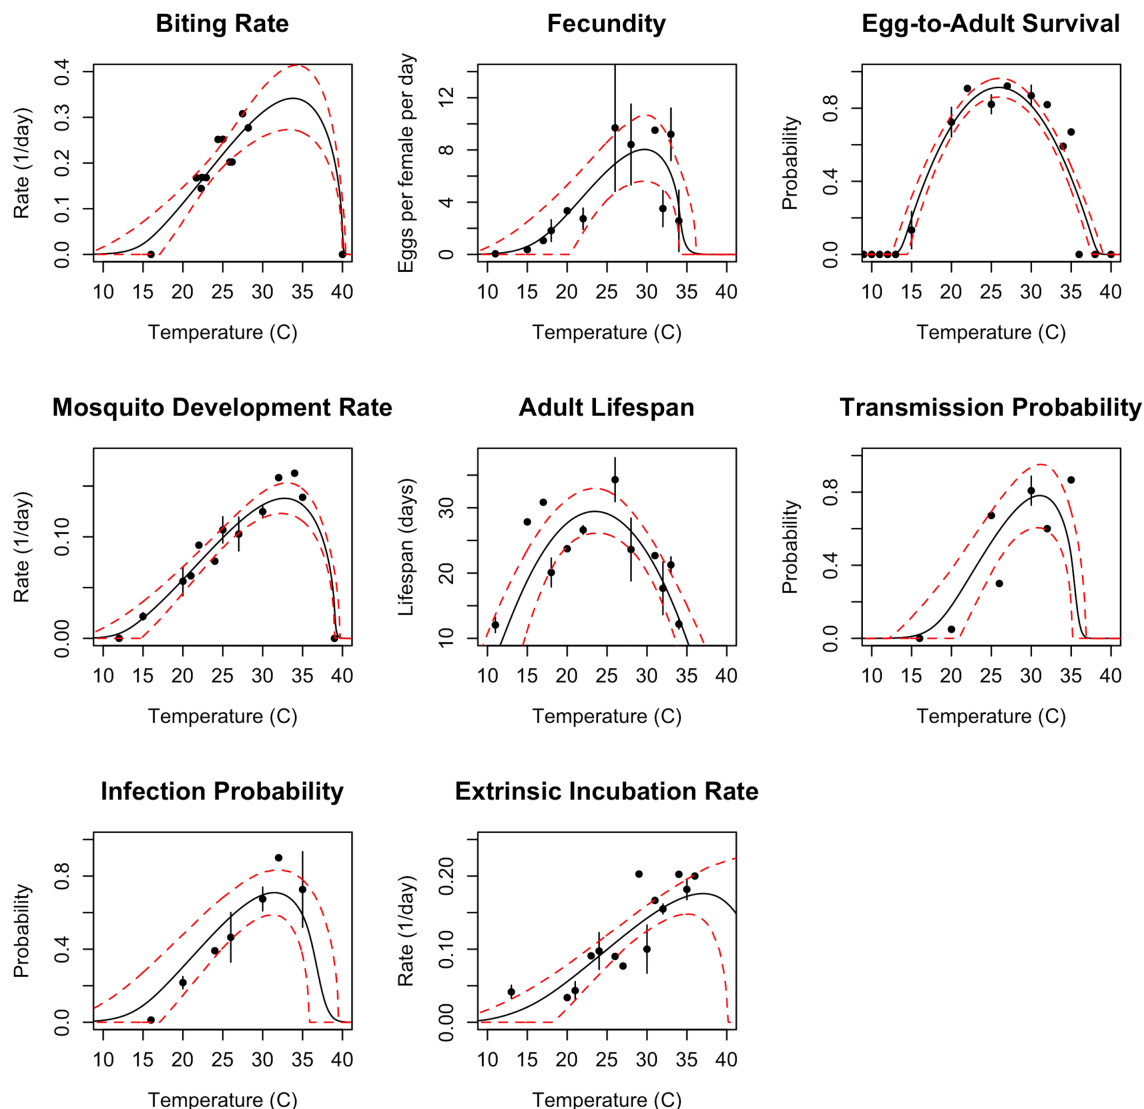 Biting Rate
Rate (1/day)
0.0 0.1 0.2 0.3 0.4
10 15 20 25 30 35 40
Temperature (C)
Fecundity
Eggs per female per day
0 4 8 12
10 15 20 25 30 35 40
Temperature (C)
Egg-to-Adult Survival
Probability
0.0 0.4 0.8
10 15 20 25 30 35 40
Temperature (C)
Mosquito Development Rate
Rate (1/day)
0.00 0.10
10 15 20 25 30 35 40
Temperature (C)
Adult Lifespan
Lifespan (days)
10 20 30
10 15 20 25 30 35 40
Temperature (C)
Transmission Probability
Probability
0.0 0.4 0.8
10 15 20 25 30 35 40
Temperature (C)
Infection Probability
Probability
0.0 0.4 0.8
10 15 20 25 30 35 40
Temperature (C)
Extrinsic Incubation Rate
Rate (1/day)
0.00 0.10 0.20
10 15 20 25 30 35 40
Temperature (C)